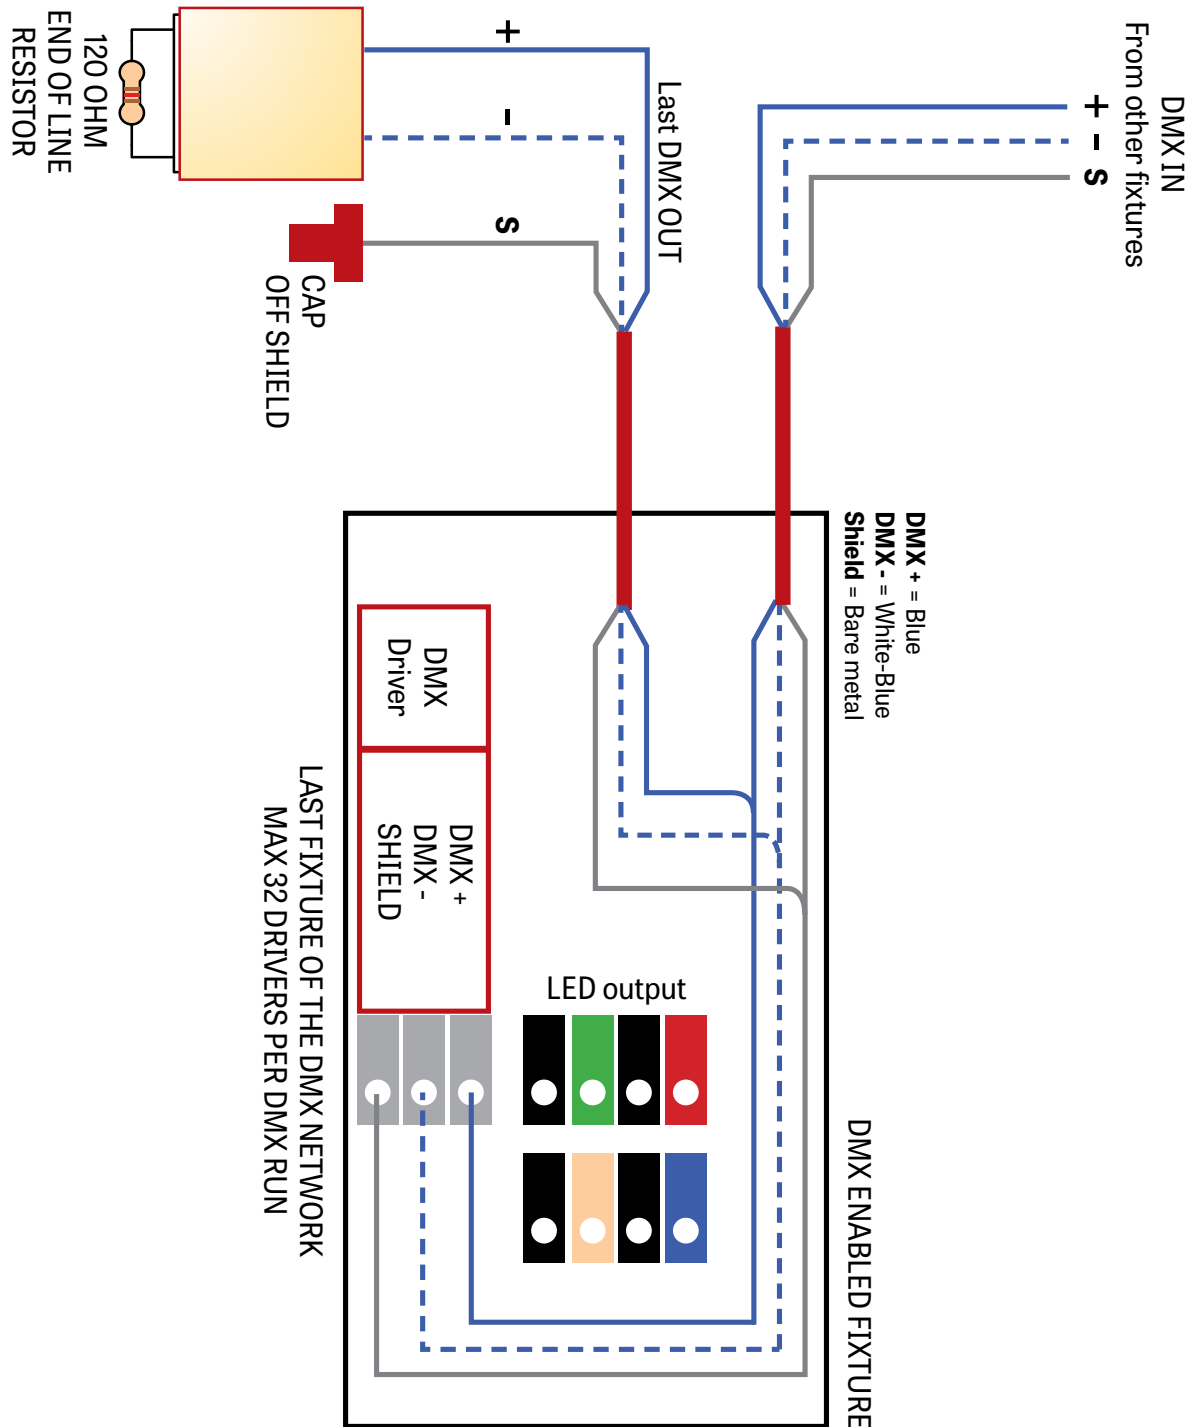 DMX IN
From other fixtures
+
-
S
Last DMX OUT
+
-
S
120 OHM
END OF LINE
RESISTOR
CAP
OFF SHIELD
DMX + = Blue
DMX - = White-Blue
Shield = Bare metal
DMX ENABLED FIXTURE
DMX
Driver
DMX +
DMX -
SHIELD
LED output
LAST FIXTURE OF THE DMX NETWORK
MAX 32 DRIVERS PER DMX RUN